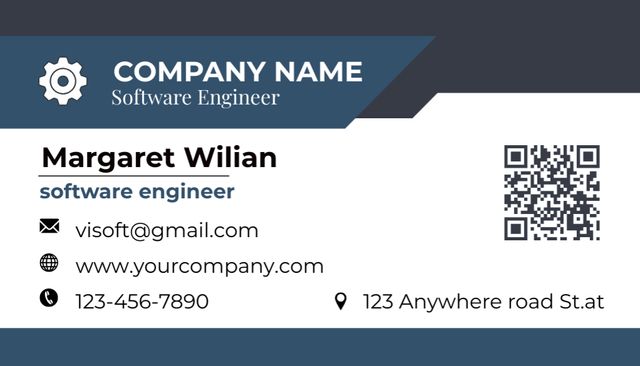 COMPANY NAME
Software Engineer
Margaret Wilian
software engineer
visoft@gmail.com
www.yourcompany.com
123-456-7890
123 Anywhere road St.at